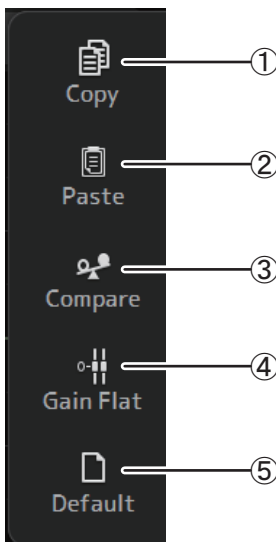 Copy ①
Paste ②
Compare ③
Gain Flat ④
Default ⑤